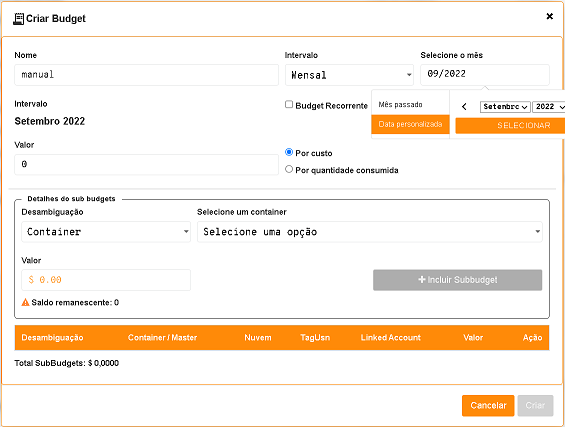 Criar Budget
Nome
Intervalo
Selecione o mês
manual
Mensal
09/2022
Intervalo
Budget Recorrente
Mês passado
Setembro
2022
Setembro 2022
Data personalizada
SELECIONAR
Valor
0
Por custo
Por quantidade consumida
Detalhes do sub budgets
Desambiguação
Selecione um container
Container
Selecione uma opção
Valor
$ 0.00
Incluir Subbudget
Saldo remanescente: 0
Desambiguação Container / Master Nuvem TagUsn Linked Account Valor Ação
Total SubBudgets: $ 0,0000
Cancelar
Criar